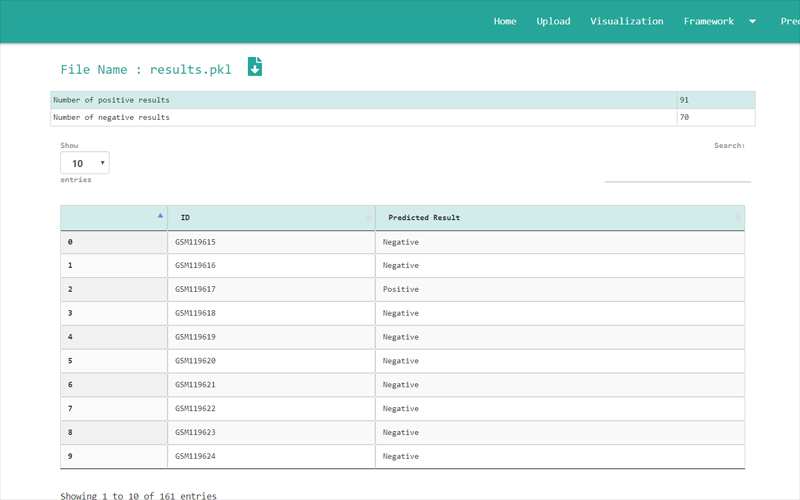 Home Upload Visualization Framework
File Name : results.pkl
Number of positive results 91
Number of negative results 70
Show Search:
10
entries
ID Predicted Result
0 GSM119615 Negative
1 GSM119616 Negative
2 GSM119617 Positive
3 GSM119618 Negative
4 GSM119619 Negative
5 GSM119620 Negative
6 GSM119621 Negative
7 GSM119622 Negative
8 GSM119623 Negative
9 GSM119624 Negative
Showing 1 to 10 of 161 entries